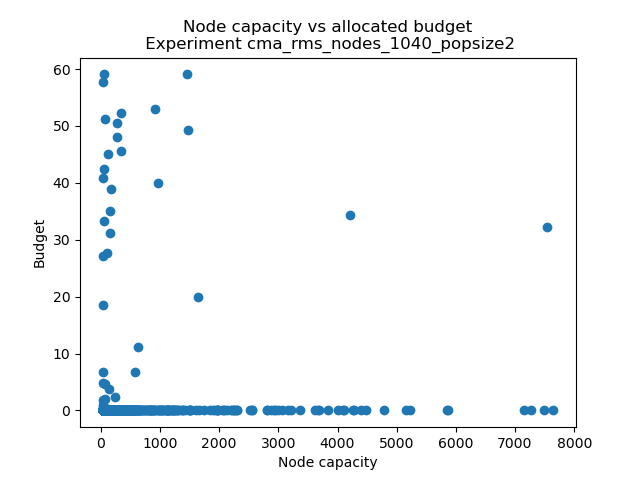 Node capacity vs allocated budget
Experiment cma_rms_nodes_1040_popsize2
60
50
40
30
20
10
0
Budget
0 1000 2000 3000 4000 5000 6000 7000 8000
Node capacity